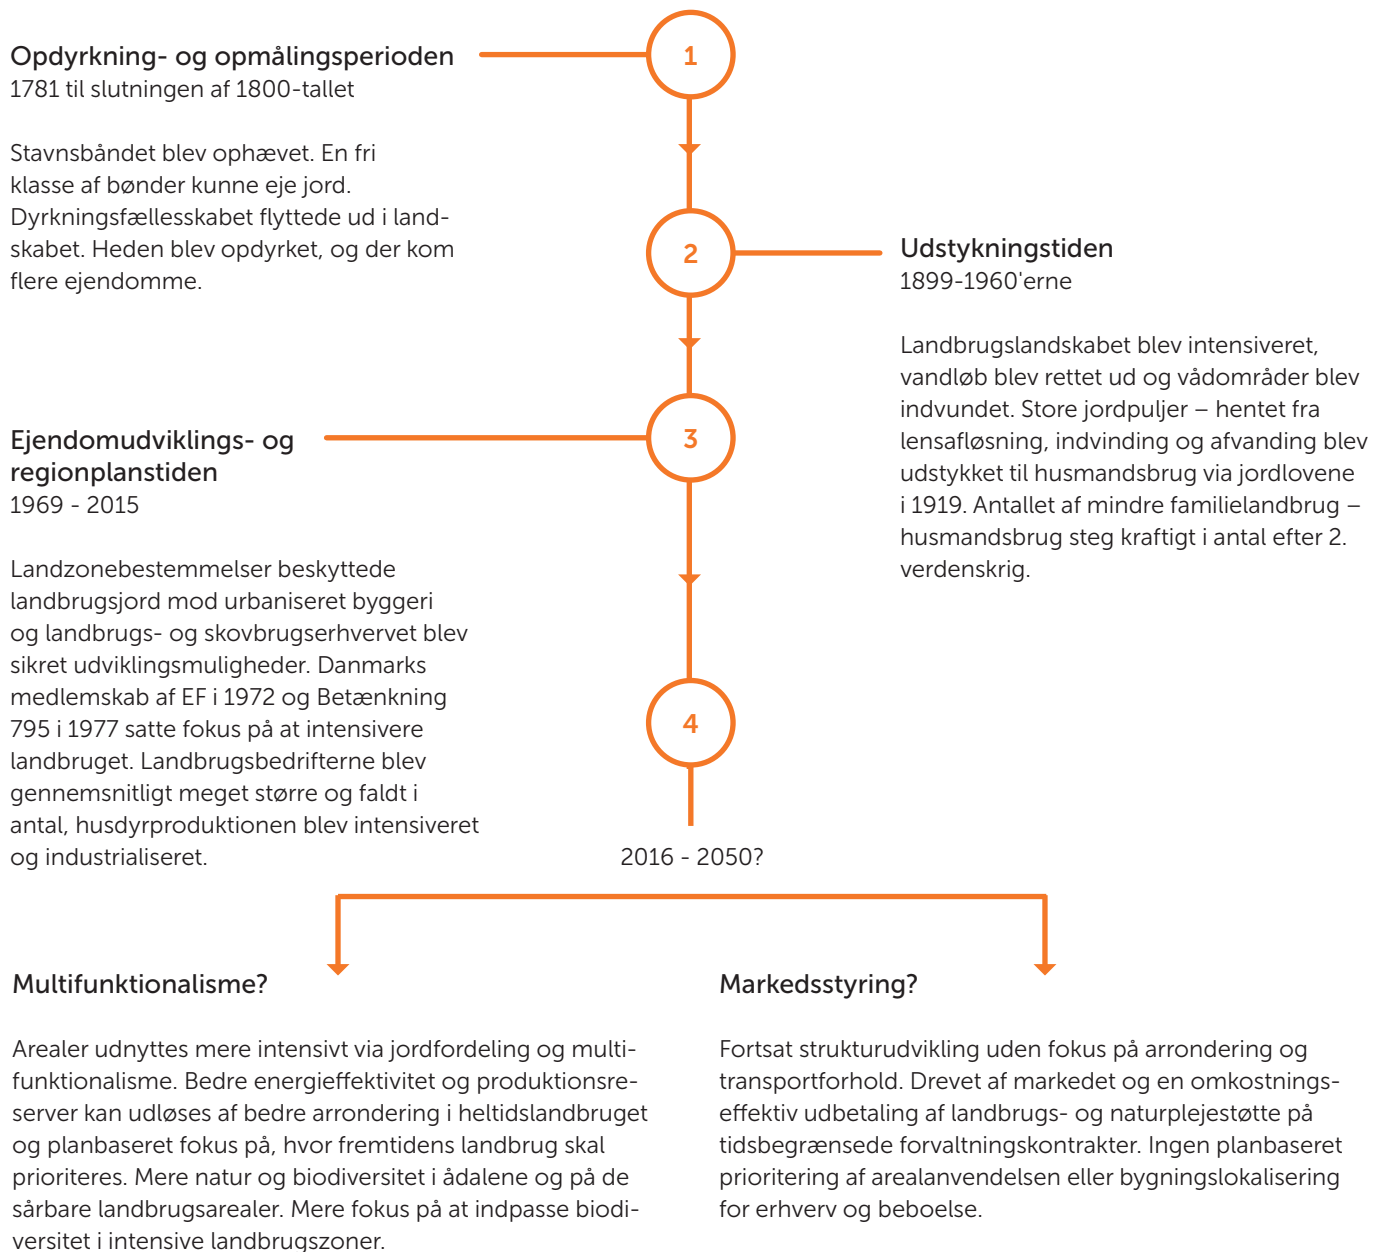 Opdyrkning- og opmålingsperioden
1781 til slutningen af 1800-tallet
Stavnsbåndet blev ophævet. En fri
klasse af bønder kunne eje jord.
Dyrkningsfællesskabet flyttede ud i land-
skabet. Heden blev opdyrket, og der kom
flere ejendomme.
1
2
Udstykningstiden
1899-1960'erne
Landbrugslandskabet blev intensiveret,
vandløb blev rettet ud og vådområder blev
indvundet. Store jordpuljer – hentet fra
lensafløsning, indvinding og afvanding blev
udstykket til husmandsbrug via jordlovene
i 1919. Antallet af mindre familielandbrug –
husmandsbrug steg kraftigt i antal efter 2.
verdenskrig.
3
Ejendomudviklings- og
regionplanstiden
1969 - 2015
Landzonebestemmelser beskyttede
landbrugsjord mod urbaniseret byggeri
og landbrugs- og skovbrugserhvervet blev
sikret udviklingsmuligheder. Danmarks
medlemskab af EF i 1972 og Betænkning
795 i 1977 satte fokus på at intensivere
landbruget. Landbrugsbedrifterne blev
gennemsnitligt meget større og faldt i
antal, husdyrproduktionen blev intensiveret
og industrialiseret.
4
2016 - 2050?
Multifunktionalisme?
Arealer udnyttes mere intensivt via jordfordeling og multi-
funktionalisme. Bedre energieffektivitet og produktionsre-
server kan udløses af bedre arrondering i heltidslandbruget
og planbaseret fokus på, hvor fremtidens landbrug skal
prioriteres. Mere natur og biodiversitet i ådalene og på de
sårbare landbrugsarealer. Mere fokus på at indpasse biodi-
versitet i intensive landbrugszoner.
Markedsstyring?
Fortsat strukturudvikling uden fokus på arrondering og
transportforhold. Drevet af markedet og en omkostnings-
effektiv udbetaling af landbrugs- og naturplejestøtte på
tidsbegrænsede forvaltningskontrakter. Ingen planbaseret
prioritering af arealanvendelsen eller bygningslokalisering
for erhverv og beboelse.